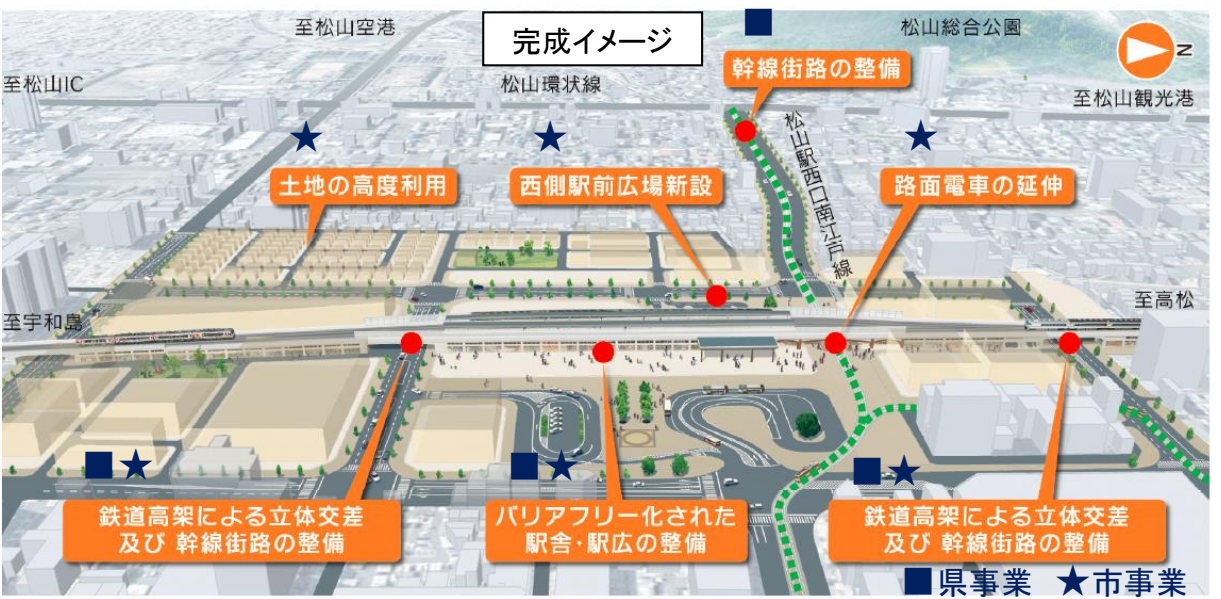 至松山空港
完成イメージ
松山総合公園
N
至松山IC
松山環状線
幹線街路の整備
至松山観光港
松山駅西口南江戸線
土地の高度利用
西側駅前広場新設
路面電車の延伸
至高松
至宇和島
鉄道高架による立体交差
及び 幹線街路の整備
バリアフリー化された
駅舎・駅広の整備
鉄道高架による立体交差
及び 幹線街路の整備
■県事業 ★市事業